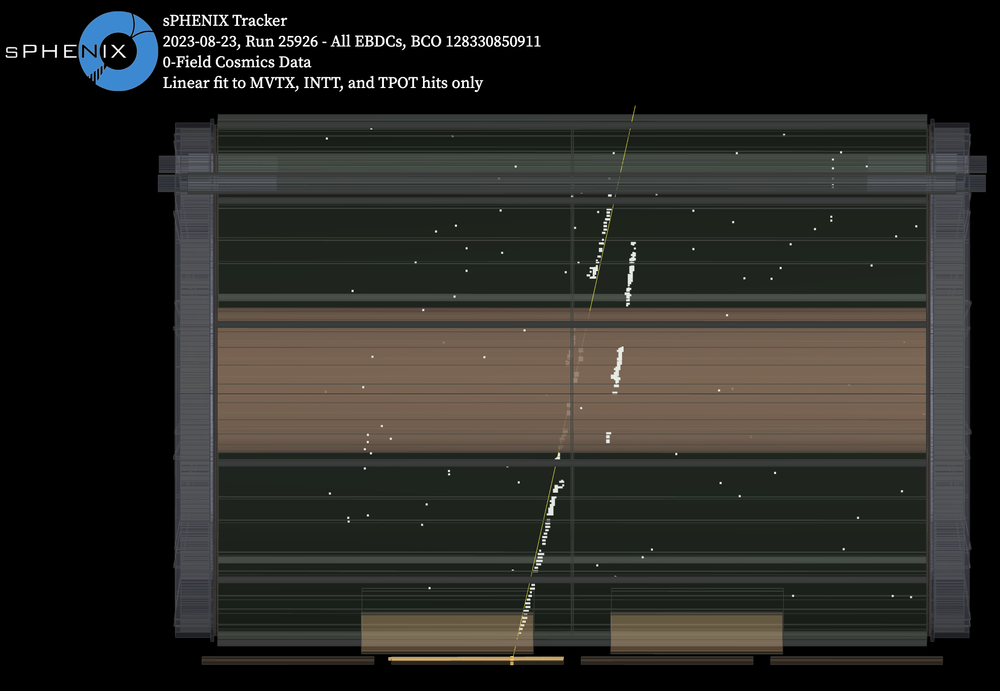 sPHENIX
sPHENIX Tracker
2023-08-23, Run 25926 - All EBDCs, BCO 128330850911
0-Field Cosmics Data
Linear fit to MVTX, INTT, and TPOT hits only